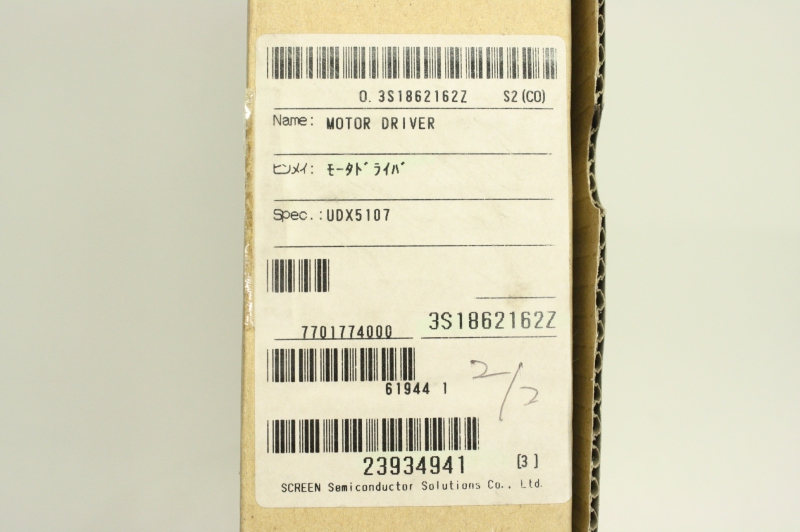 0. 3S1862162Z S2(C0)
Name: MOTOR DRIVER
ヒンメイ: モータドライバ
Spec.: UDX5107
7701774000 3S1862162Z
61944 1
2/2
23934941 [3]
SCREEN Semiconductor Solutions Co., Ltd.